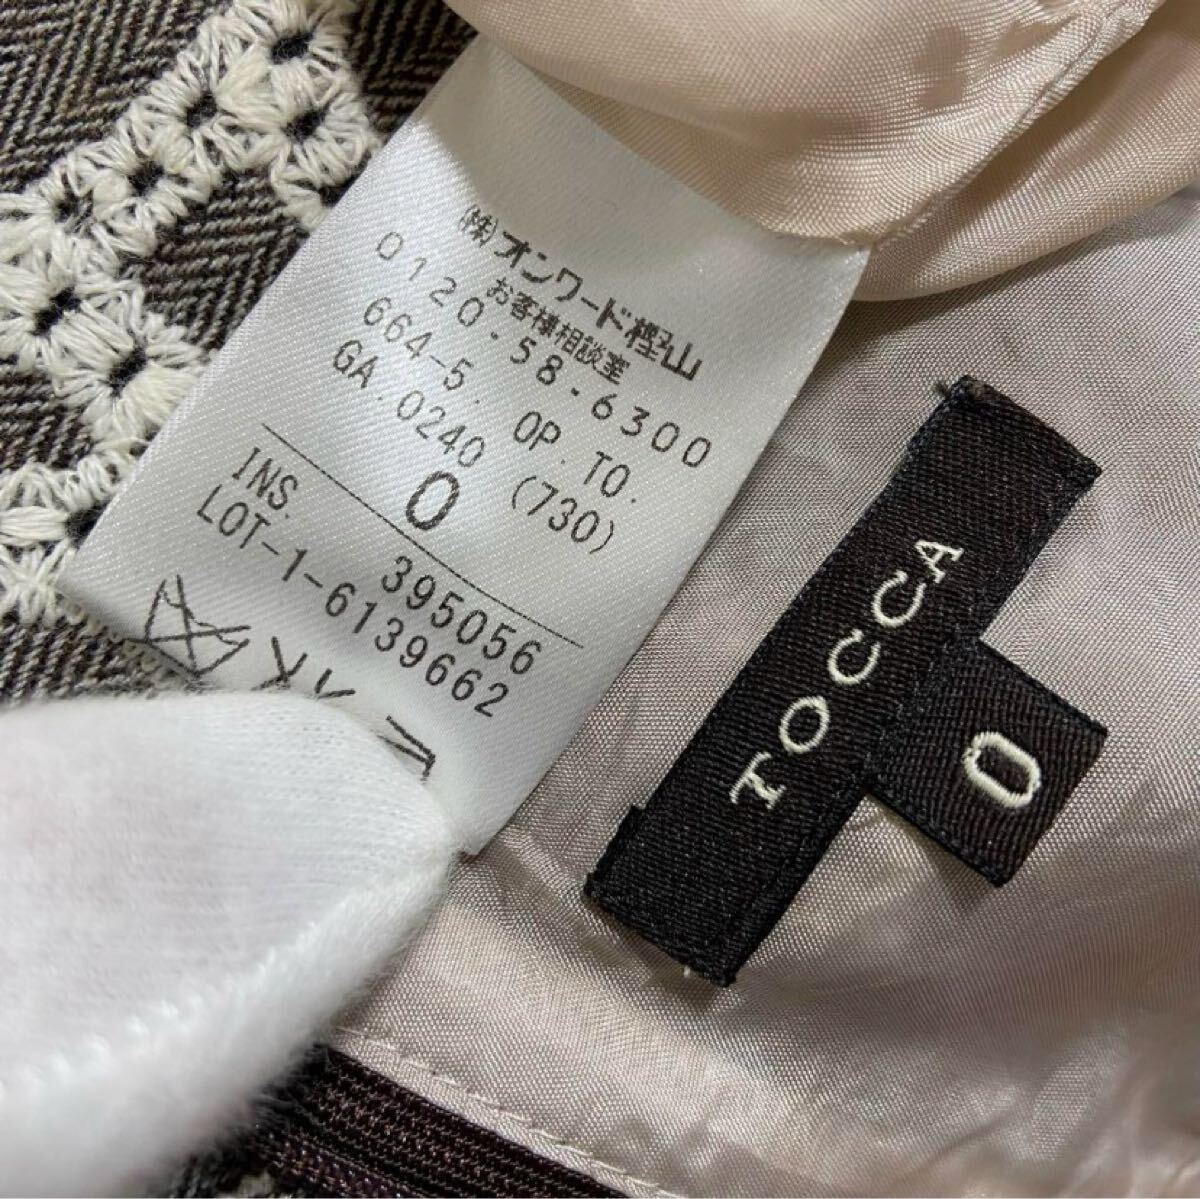 (株)オンワード樫山
お客様相談室
0120-58-6300
664-5. OP.TO.
GA.0240 (730)
0
INS. 395056
LOT-1-6139662
TOCCA
0